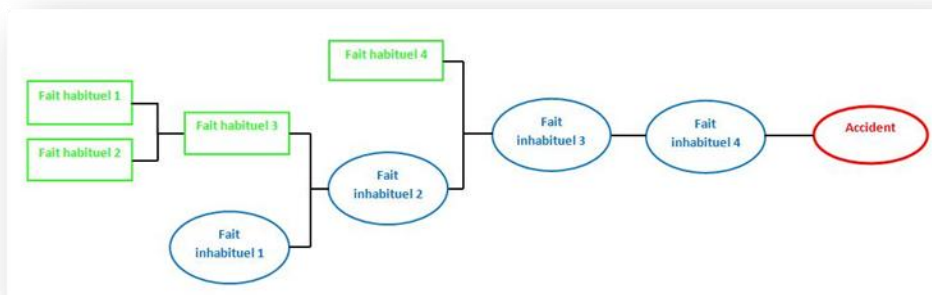 Fait habituel 4
Fait habituel 1
Fait habituel 2
Fait habituel 3
Fait
inhabituel 1
Fait
inhabituel 2
Fait
inhabituel 3
Fait
inhabituel 4
Accident